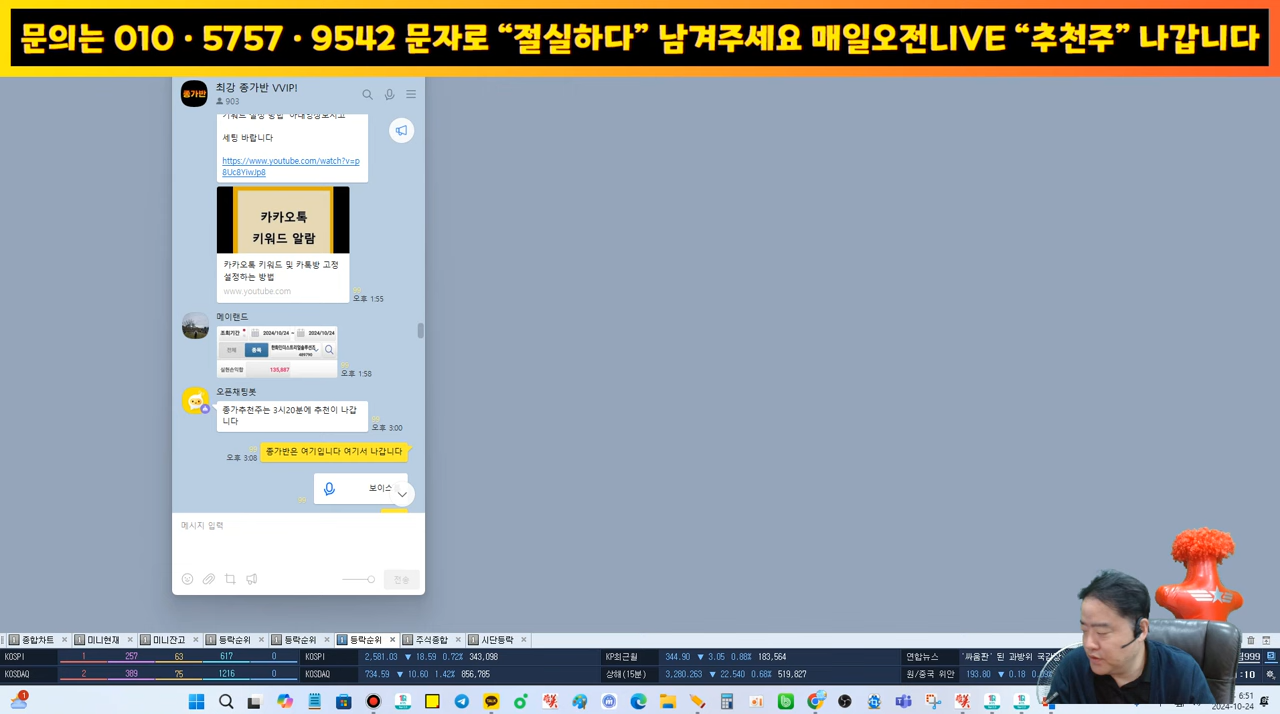 문의는 010 · 5757 · 9542 문자로 “절실하다” 남겨주세요 매일오전LIVE “추천주” 나갑니다
종가반
최강 종가반 VVIP!
903
세팅 바랍니다
https://www.youtube.com/watch?v=p
8Uc8YiwJp8
카카오톡
키워드 알람
카카오톡 키워드 및 카톡방 고정
설정하는 방법
www.youtube.com
오후 1:55
메이랜드
조회기간 2024/10/24 ~ 2024/10/24
전체 종목
실현손익합 135,887
오후 1:58
오픈채팅봇
종가추천주는 3시20분에 추천이 나갑
니다
오후 3:00
종가반은 여기입니다 여기서 나갑니다
오후 3:08
보이스
메시지 입력
전송
종합차트 미니현재 미니잔고 등락순위 등락순위 등락순위 주식종합 시단등락
KOSPI 1 257 63 617 0 KOSPI 2,581.03 ▼ 18.59 0.72% 343,098 KP최근월 344.90 ▼ 3.05 0.88% 183,564 연합뉴스
KOSDAQ 2 389 75 1216 0 KOSDAQ 734.59 ▼ 10.60 1.42% 856,785 상해(15분) 3,280.263 ▼ 22.540 0.68% 519,827 원/중국 위안 193.80 ▼ 0.18
6:51
2024-10-24